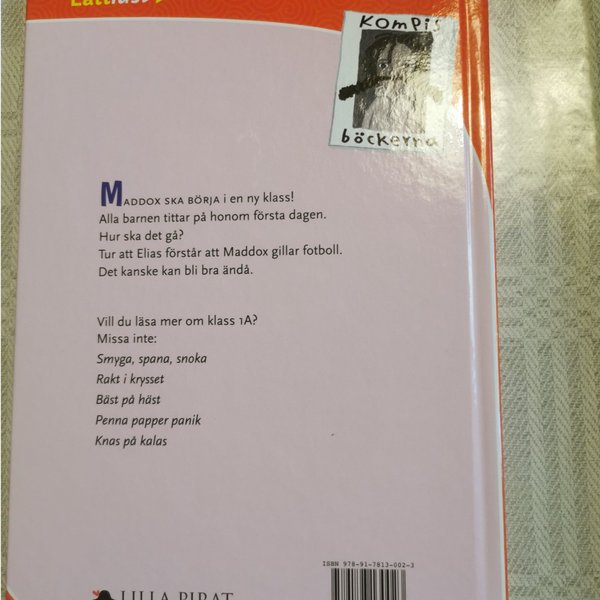 Lättläst
KOMPIS
böckerna
MADDOX SKA BÖRJA i en ny klass!
Alla barnen tittar på honom första dagen.
Hur ska det gå?
Tur att Elias förstår att Maddox gillar fotboll.
Det kanske kan bli bra ändå.
Vill du läsa mer om klass 1A?
Missa inte:
Smyga, spana, snoka
Rakt i krysset
Bäst på häst
Penna papper panik
Knas på kalas
ISBN 978-91-7813-002-3
LILLA PIRAT